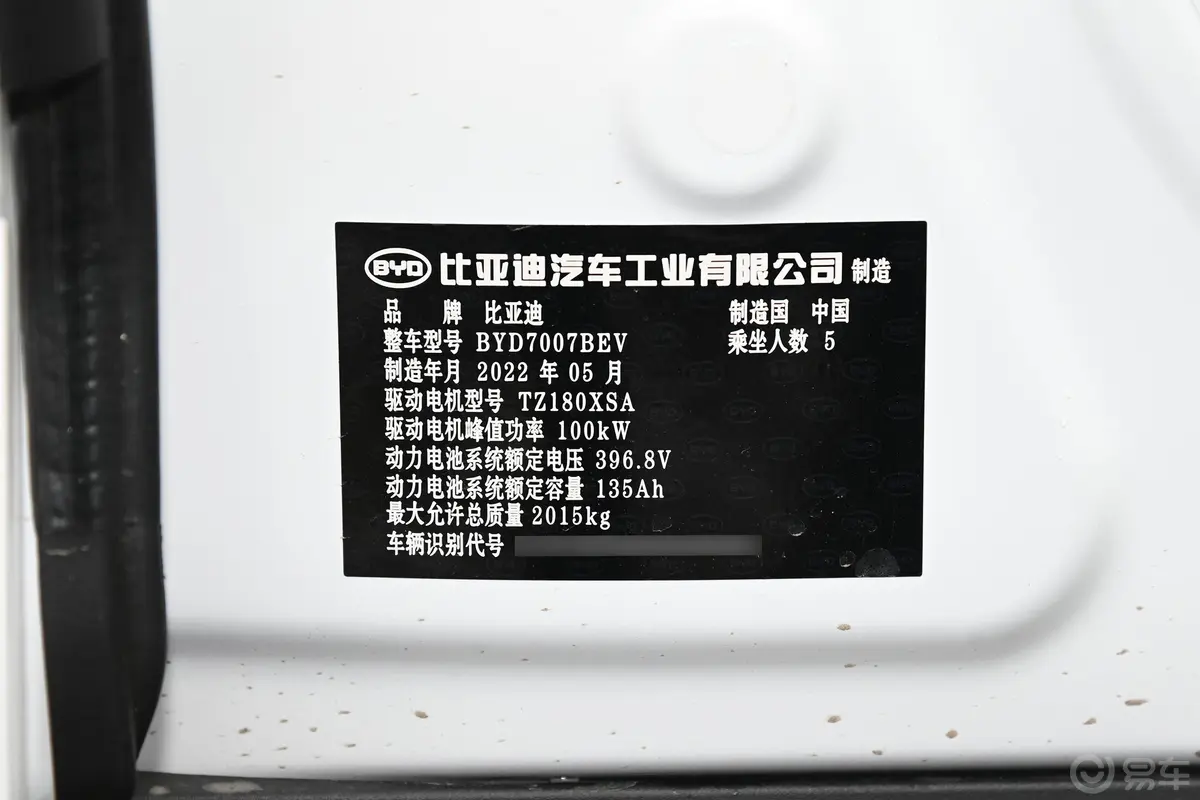 BYD 比亚迪汽车工业有限公司 制造
品 牌 比亚迪 制造国 中国
整车型号 BYD7007BEV 乘坐人数 5
制造年月 2022 年 05 月
驱动电机型号 TZ180XSA
驱动电机峰值功率 100kW
动力电池系统额定电压 396.8V
动力电池系统额定容量 135Ah
最大允许总质量 2015kg
车辆识别代号
易车